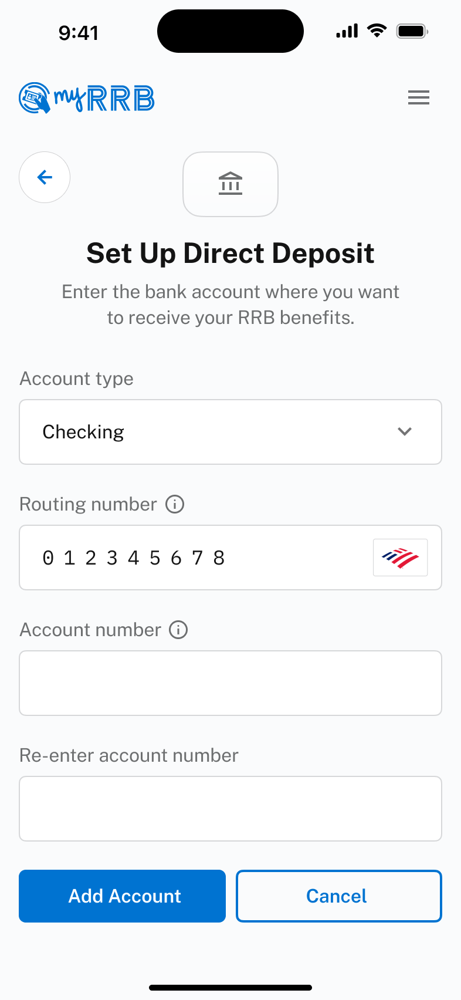 9:41
myRRB
Set Up Direct Deposit
Enter the bank account where you want
to receive your RRB benefits.
Account type
Checking
Routing number
0 1 2 3 4 5 6 7 8
Account number
Re-enter account number
Add Account
Cancel